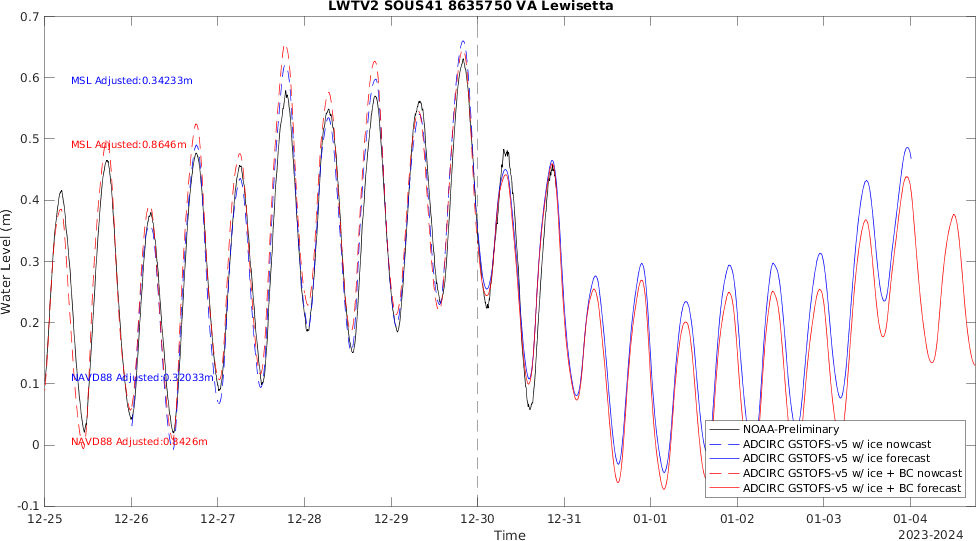 LWTV2 SOUS41 8635750 VA Lewisetta
0.7
0.6
0.5
0.4
0.3
0.2
0.1
0
-0.1
Water Level (m)
MSL Adjusted:0.34233m
MSL Adjusted:0.8646m
NAVD88 Adjusted:0.32033m
NAVD88 Adjusted:0.8426m
NOAA-Preliminary
ADCIRC GSTOFS-v5 w/ ice nowcast
ADCIRC GSTOFS-v5 w/ ice forecast
ADCIRC GSTOFS-v5 w/ ice + BC nowcast
ADCIRC GSTOFS-v5 w/ ice + BC forecast
12-25 12-26 12-27 12-28 12-29 12-30 12-31 01-01 01-02 01-03 01-04
Time
2023-2024